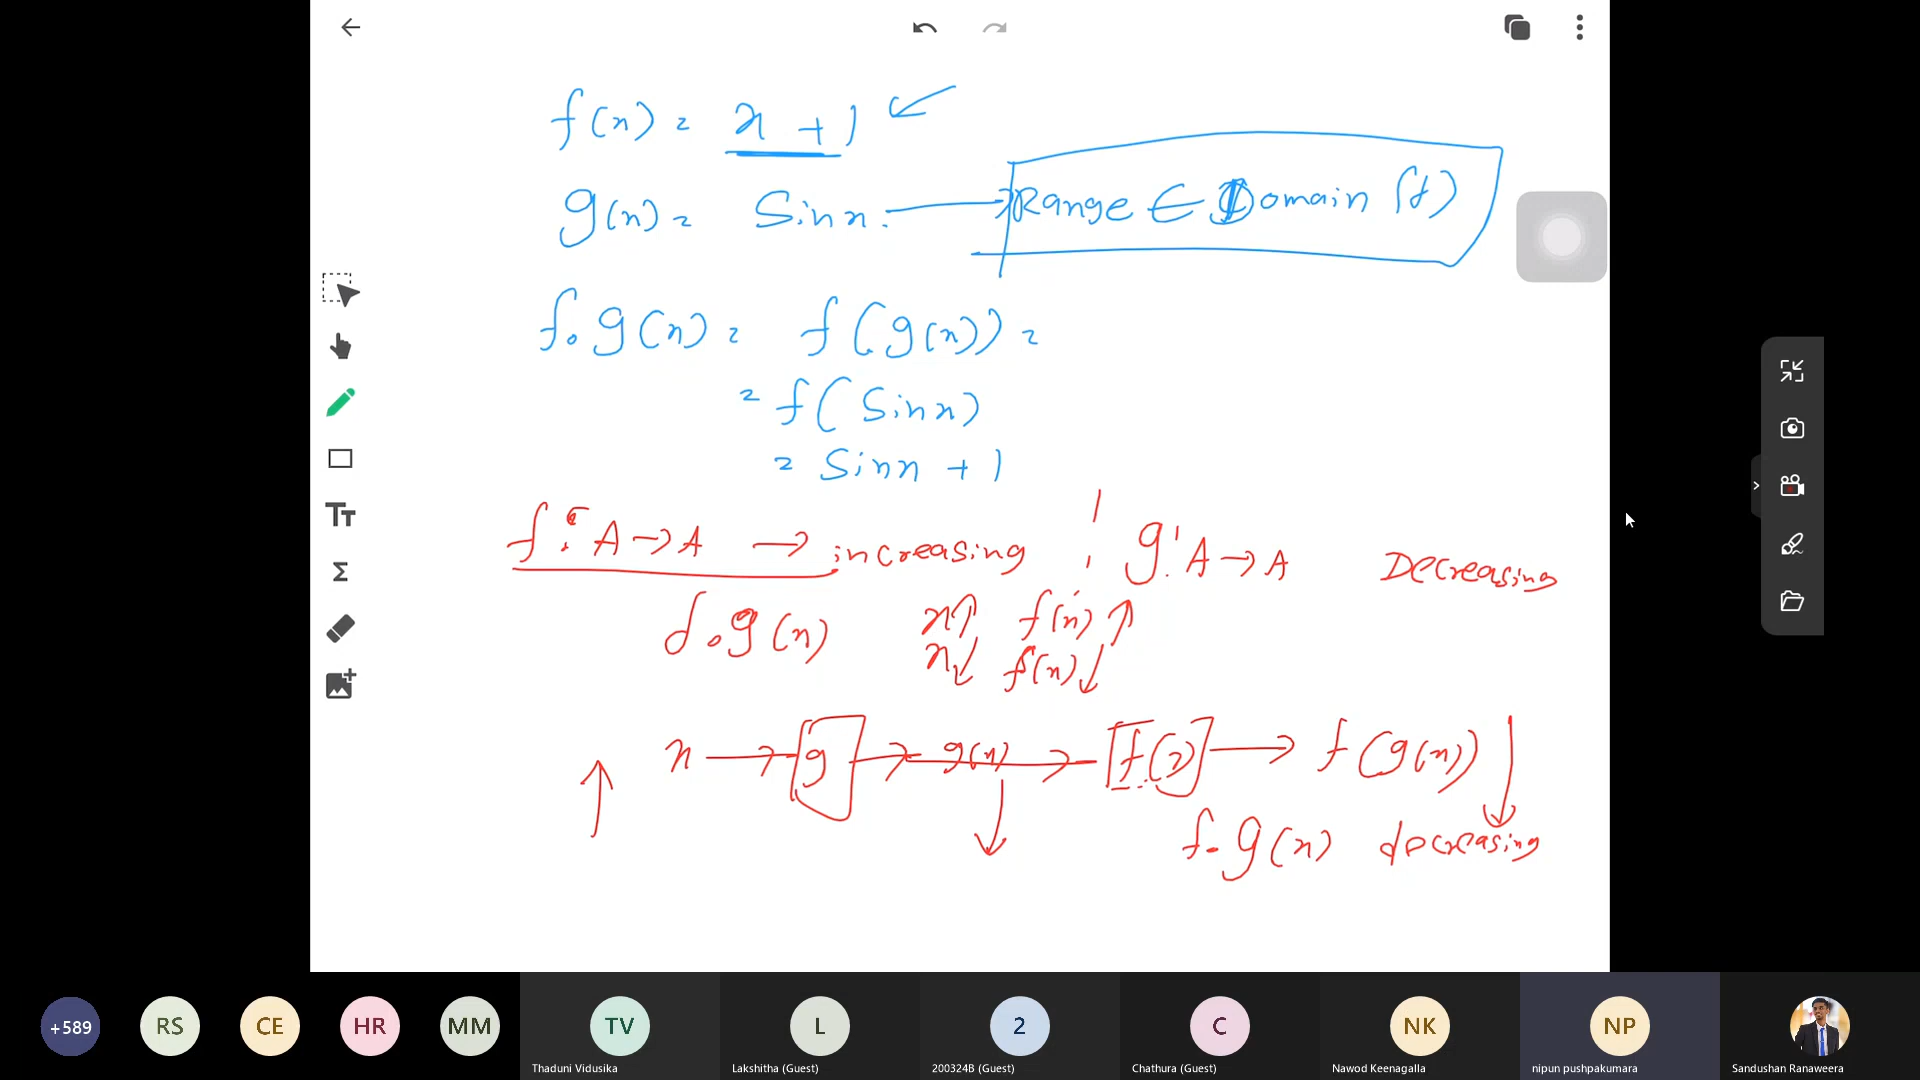 f(x) = x + 1
g(x) = Sin x. → Range ∈ Domain (f)
f∘g(x) = f(g(x)) =
= f(Sin x)
= Sin x + 1
f: A → A → increasing ; g: A → A Decreasing
f∘g(x) x↑ f(x)↑
x↓ f(x)↓
↑ x → g → g(x) ↓ → f(x) → f(g(x)) ↓
f∘g(x) decreasing
TT
Σ
+589
RS
CE
HR
MM
TV
L
2
C
NK
NP
Thaduni Vidusika
Lakshitha (Guest)
200324B (Guest)
Chathura (Guest)
Nawod Keenagalla
nipun pushpakumara
Sandushan Ranaweera